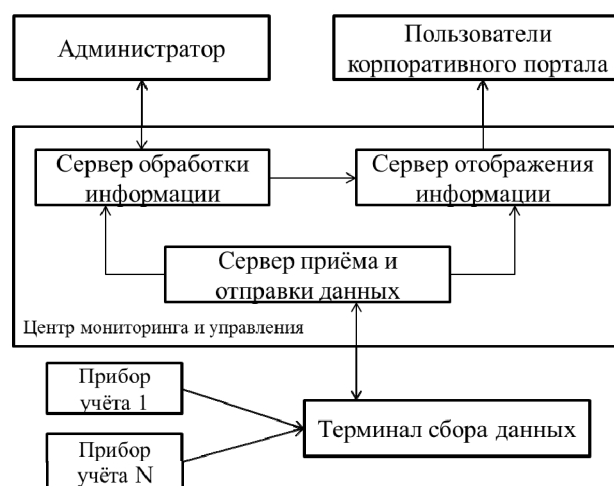 Администратор
Пользователи
корпоративного портала
Сервер обработки
информации
Сервер отображения
информации
Сервер приёма и
отправки данных
Центр мониторинга и управления
Прибор
учёта 1
Терминал сбора данных
Прибор
учёта N